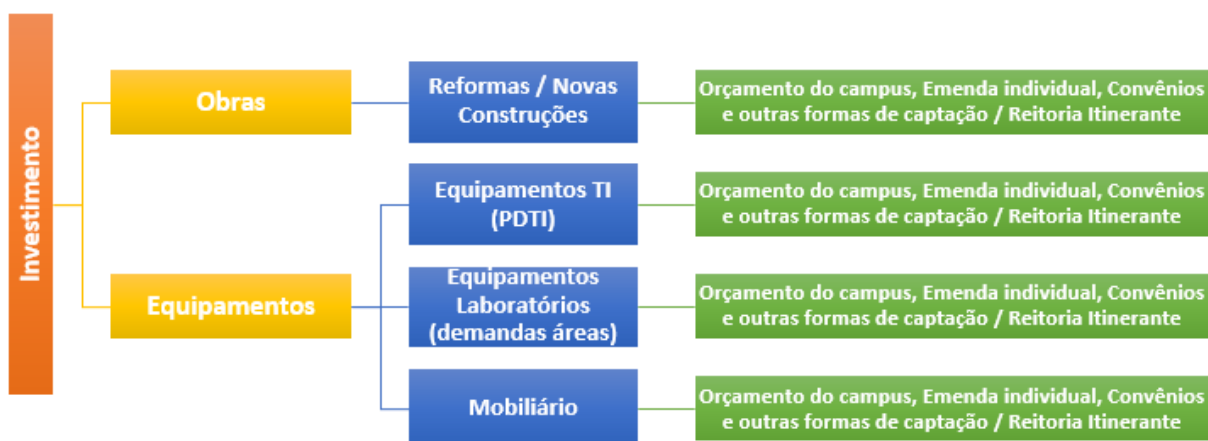 Investimento
Obras
Reformas / Novas
Construções
Orçamento do campus, Emenda individual, Convênios
e outras formas de captação / Reitoria Itinerante
Equipamentos
Equipamentos TI
(PDTI)
Orçamento do campus, Emenda individual, Convênios
e outras formas de captação / Reitoria Itinerante
Equipamentos
Laboratórios
(demandas áreas)
Orçamento do campus, Emenda individual, Convênios
e outras formas de captação / Reitoria Itinerante
Mobiliário
Orçamento do campus, Emenda individual, Convênios
e outras formas de captação / Reitoria Itinerante